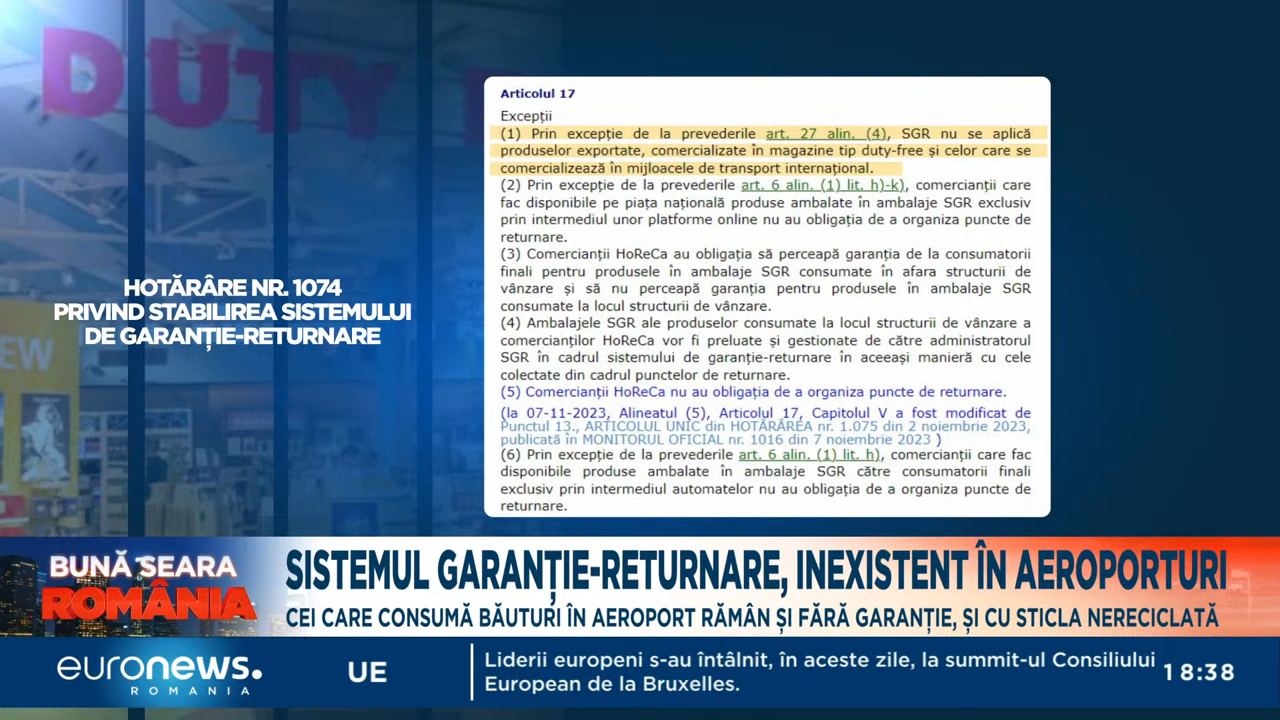 DUTY F
EW
HOTĂRÂRE NR. 1074
PRIVIND STABILIREA SISTEMULUI
DE GARANȚIE-RETURNARE
Articolul 17
Excepții
(1) Prin excepție de la prevederile art. 27 alin. (4), SGR nu se aplică
produselor exportate, comercializate în magazine tip duty-free și celor care se
comercializează în mijloacele de transport internațional.
(2) Prin excepție de la prevederile art. 6 alin. (1) lit. h)-k), comercianții care
fac disponibile pe piața națională produse ambalate în ambalaje SGR exclusiv
prin intermediul unor platforme online nu au obligația de a organiza puncte de
returnare.
(3) Comercianții HoReCa au obligația să perceapă garanția de la consumatorii
finali pentru produsele în ambalaje SGR consumate în afara structurii de
vânzare și să nu perceapă garanția pentru produsele în ambalaje SGR
consumate la locul structurii de vânzare.
(4) Ambalajele SGR ale produselor consumate la locul structurii de vânzare a
comercianților HoReCa vor fi preluate și gestionate de către administratorul
SGR în cadrul sistemului de garanție-returnare în aceeași manieră cu cele
colectate din cadrul punctelor de returnare.
(5) Comercianții HoReCa nu au obligația de a organiza puncte de returnare.
(la 07-11-2023, Alineatul (5), Articolul 17, Capitolul V a fost modificat de
Punctul 13., ARTICOLUL UNIC din HOTĂRÂREA nr. 1.075 din 2 noiembrie 2023,
publicată în MONITORUL OFICIAL nr. 1016 din 7 noiembrie 2023 )
(6) Prin excepție de la prevederile art. 6 alin. (1) lit. h), comercianții care fac
disponibile produse ambalate în ambalaje SGR către consumatorii finali
exclusiv prin intermediul automatelor nu au obligația de a organiza puncte de
returnare.
BUNĂ SEARA
ROMÂNIA
SISTEMUL GARANȚIE-RETURNARE, INEXISTENT ÎN AEROPORTURI
CEI CARE CONSUMĂ BĂUTURI ÎN AEROPORT RĂMÂN ȘI FĂRĂ GARANȚIE, ȘI CU STICLA NERECICLATĂ
euronews.
ROMANIA
UE
Liderii europeni s-au întâlnit, în aceste zile, la summit-ul Consiliului
European de la Bruxelles.
18:38